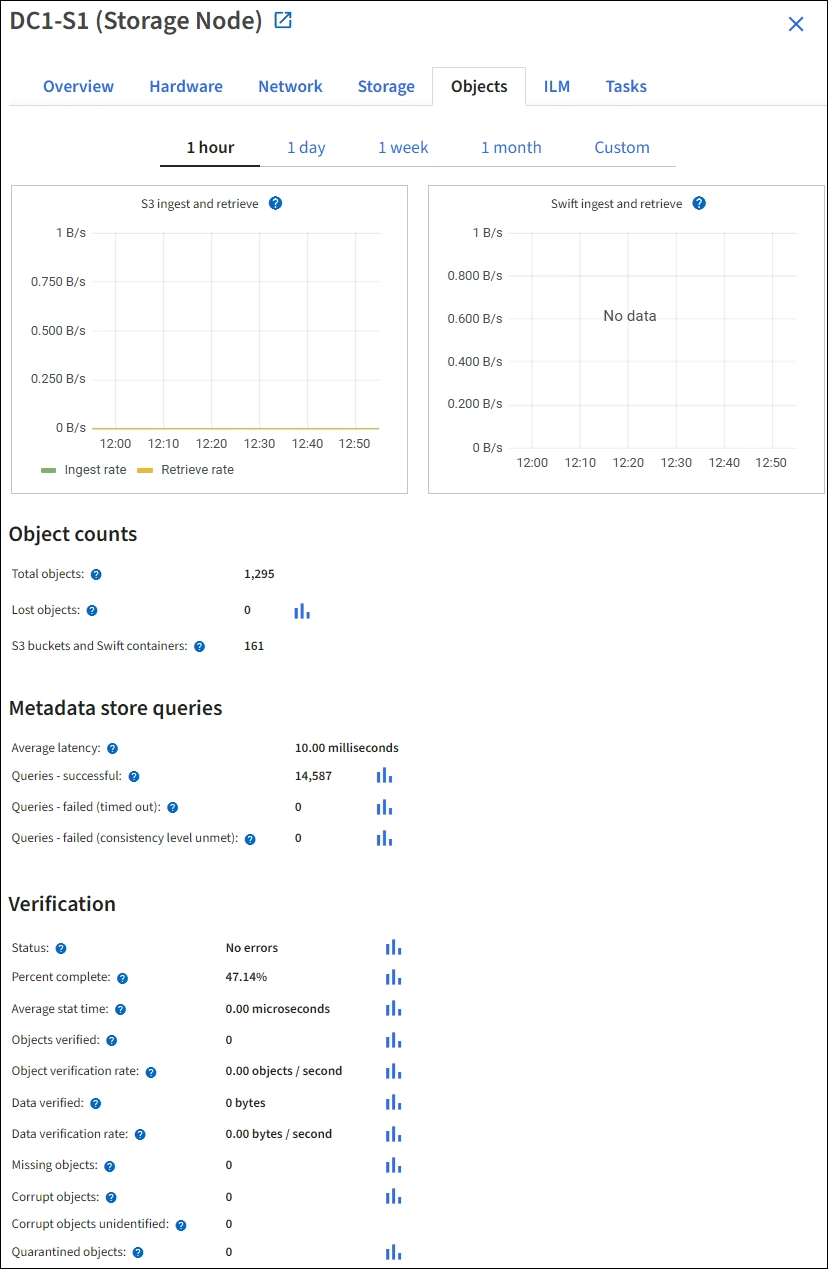 DC1-S1 (Storage Node)
Overview Hardware Network Storage Objects ILM Tasks
1 hour 1 day 1 week 1 month Custom
S3 ingest and retrieve
1 B/s
0.750 B/s
0.500 B/s
0.250 B/s
0 B/s
12:00 12:10 12:20 12:30 12:40 12:50
Ingest rate Retrieve rate
Swift ingest and retrieve
1 B/s
0.800 B/s
0.600 B/s
No data
0.400 B/s
0.200 B/s
0 B/s
12:00 12:10 12:20 12:30 12:40 12:50
Object counts
Total objects: 1,295
Lost objects: 0
S3 buckets and Swift containers: 161
Metadata store queries
Average latency: 10.00 milliseconds
Queries - successful: 14,587
Queries - failed (timed out): 0
Queries - failed (consistency level unmet): 0
Verification
Status: No errors
Percent complete: 47.14%
Average stat time: 0.00 microseconds
Objects verified: 0
Object verification rate: 0.00 objects / second
Data verified: 0 bytes
Data verification rate: 0.00 bytes / second
Missing objects: 0
Corrupt objects: 0
Corrupt objects unidentified: 0
Quarantined objects: 0